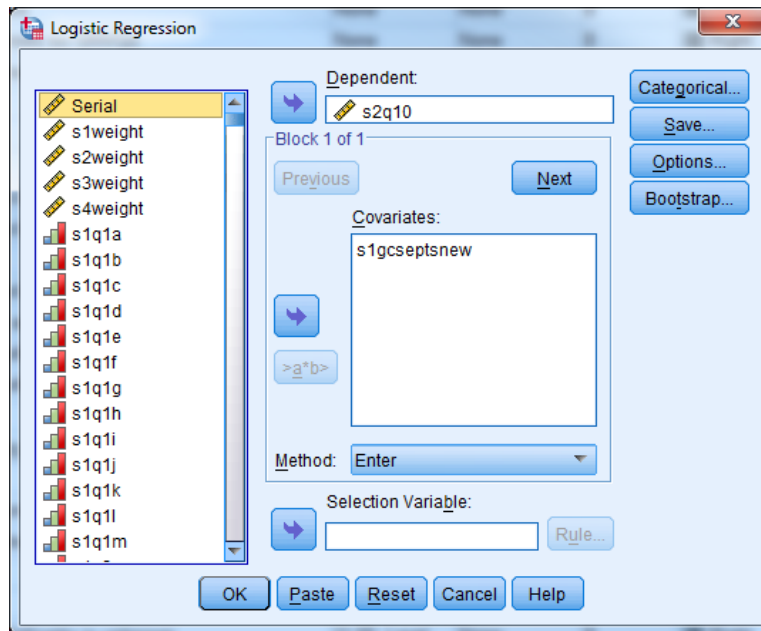 Logistic Regression
Serial
s1weight
s2weight
s3weight
s4weight
s1q1a
s1q1b
s1q1c
s1q1d
s1q1e
s1q1f
s1q1g
s1q1h
s1q1i
s1q1j
s1q1k
s1q1l
s1q1m
Dependent:
s2q10
Block 1 of 1
Previous
Next
Covariates:
s1gcseptsnew
>a*b>
Method:
Enter
Selection Variable:
Rule...
Categorical...
Save...
Options...
Bootstrap...
OK
Paste
Reset
Cancel
Help